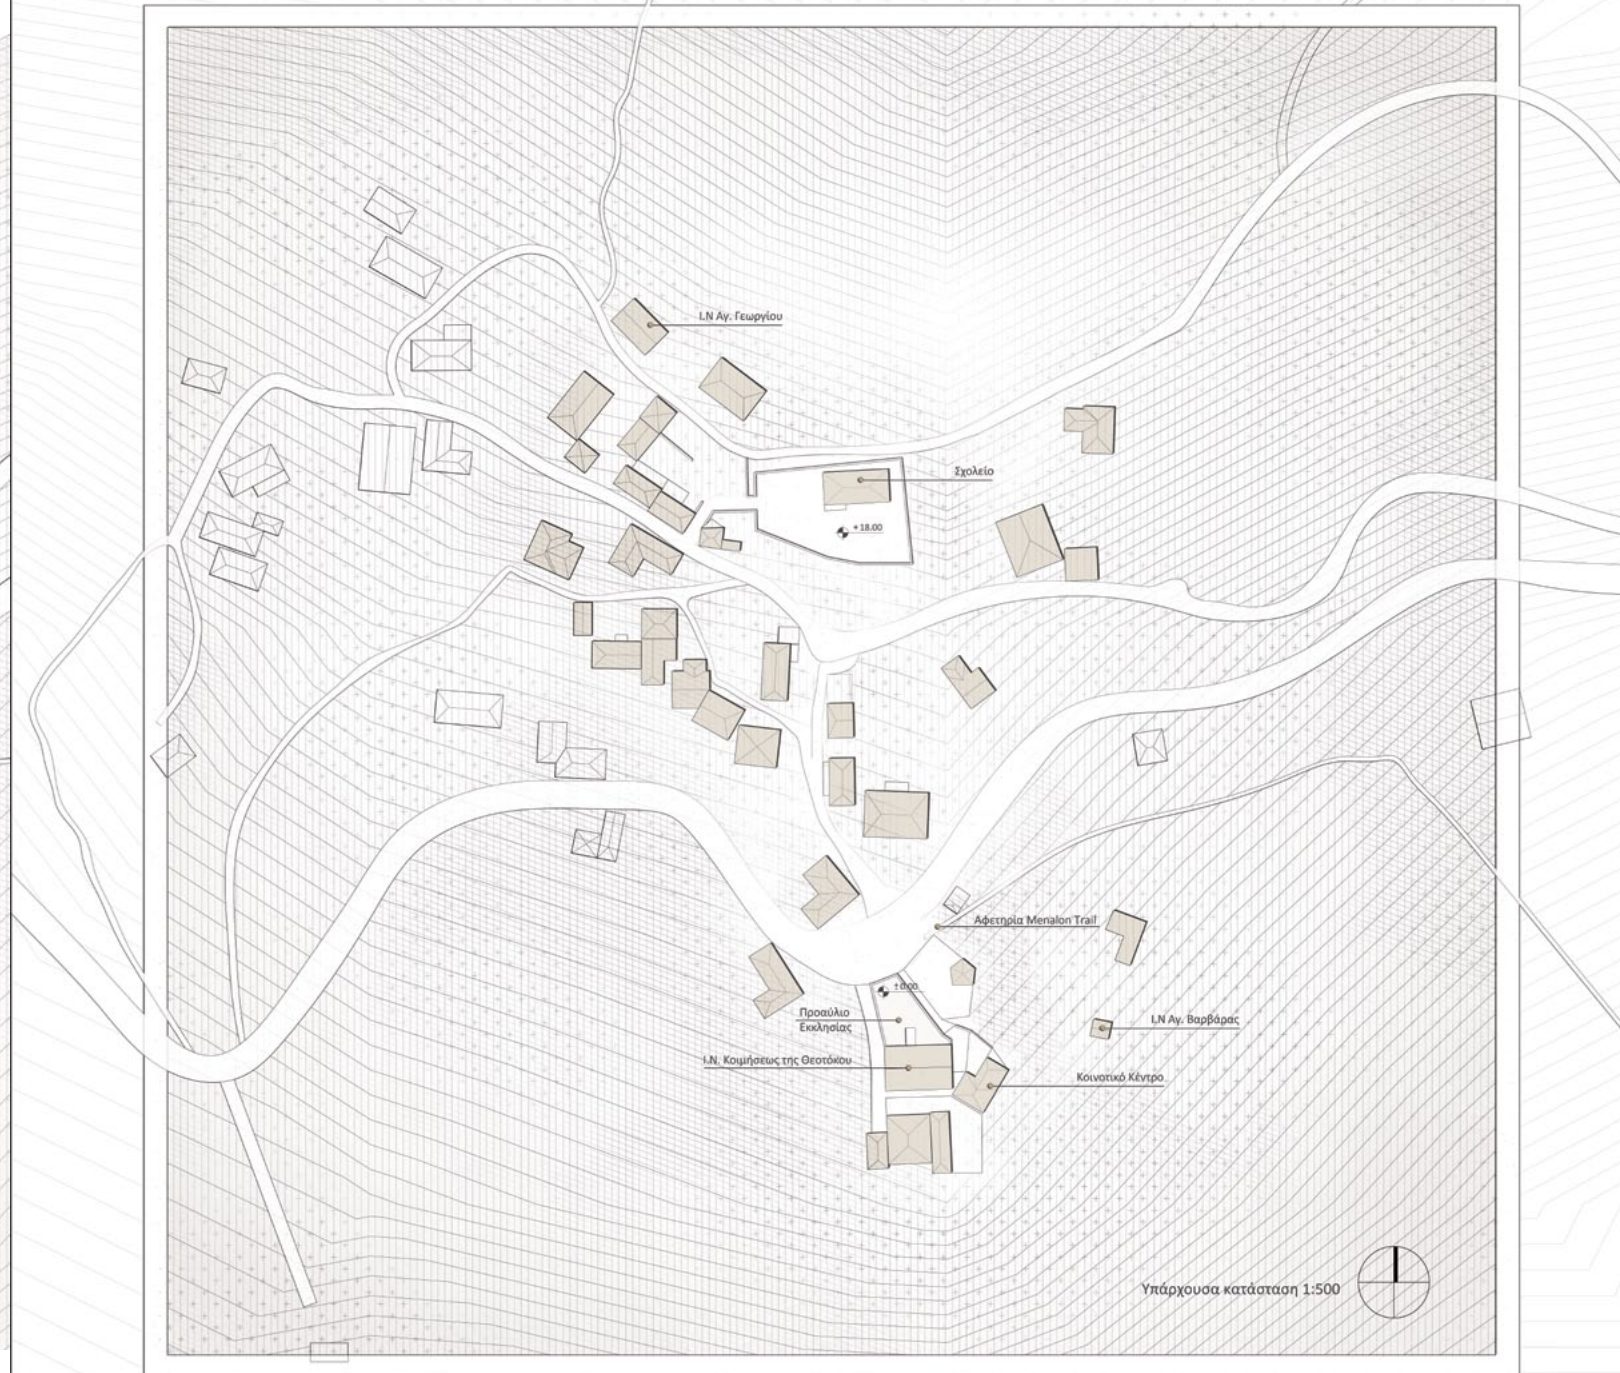 Ι.Ν Αγ. Γεωργίου
Σχολείο
+18.00
Αφετηρία Menalon Trail
±0.00
Προαύλιο
Εκκλησίας
Ι.Ν Αγ. Βαρβάρας
Ι.Ν. Κοιμήσεως της Θεοτόκου
Κοινοτικό Κέντρο
Υπάρχουσα κατάσταση 1:500